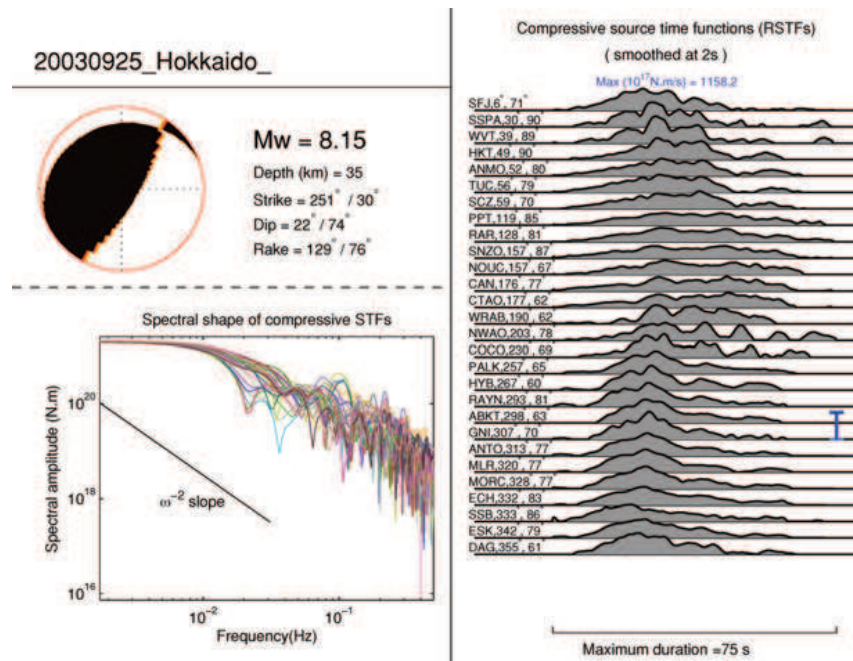 20030925_Hokkaido_
Mw = 8.15
Depth (km) = 35
Strike = 251° / 30°
Dip = 22° / 74°
Rake = 129° / 76°
Spectral shape of compressive STFs
Spectral amplitude (N.m)
10^20
10^18
10^16
ω^-2 slope
10^-2
10^-1
Frequency(Hz)
Compressive source time functions (RSTFs)
( smoothed at 2s )
Max (10^17N.m/s) = 1158.2
SFJ,6°, 71°
SSPA,30°, 90°
WVT,39°, 89°
HKT,49°, 90°
ANMO,52°, 80°
TUC,56°, 79°
SCZ,59°, 70°
PPT,119°, 85°
RAR,128°, 81°
SNZO,157°, 87°
NOUC,157°, 67°
CAN,176°, 77°
CTAO,177°, 62°
WRAB,190°, 62°
NWAO,203°, 78°
COCO,230°, 69°
PALK,257°, 65°
HYB,267°, 60°
RAYN,293°, 81°
ABKT,298°, 63°
GNI,307°, 70°
ANTO,313°, 77°
MLR,320°, 77°
MORC,328°, 77°
ECH,332°, 83°
SSB,333°, 86°
ESK,342°, 79°
DAG,355°, 61°
Maximum duration =75 s